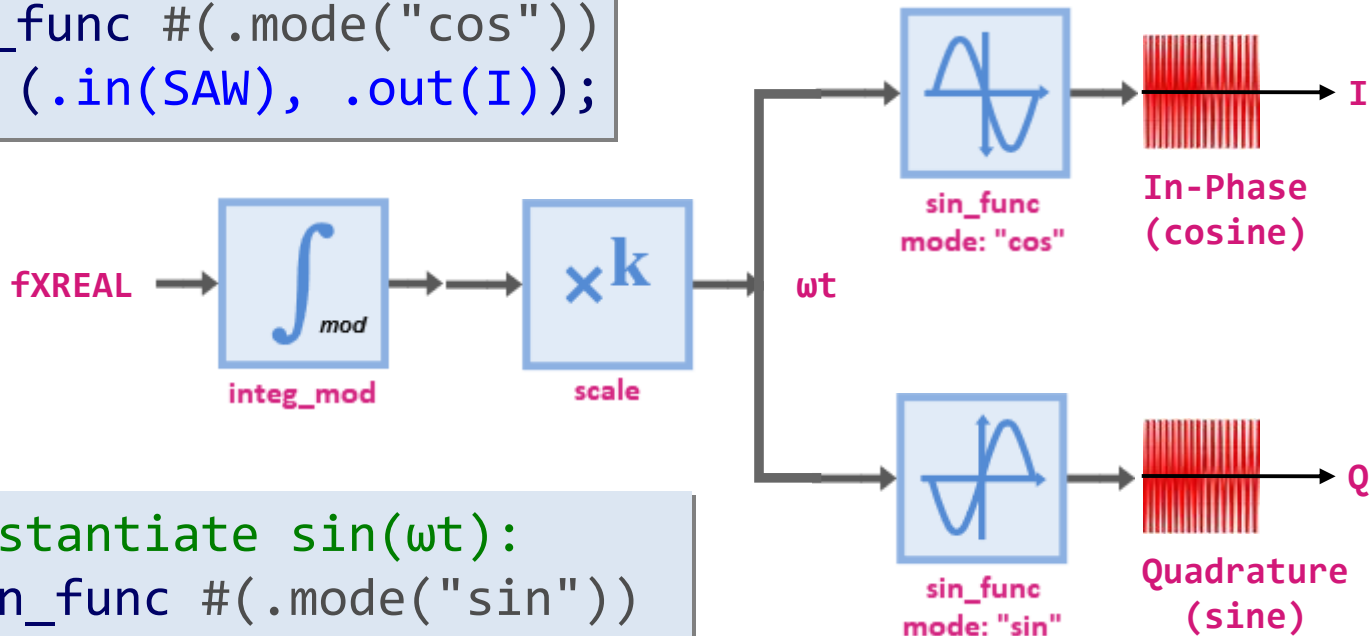 _func #(.mode("cos"))
(.in(SAW), .out(I));
I
In-Phase
(cosine)
sin_func
mode: "cos"
fXREAL
∫mod
integ_mod
×k
scale
ωt
Q
Quadrature
(sine)
sin_func
mode: "sin"
stantiate sin(ωt):
n_func #(.mode("sin"))